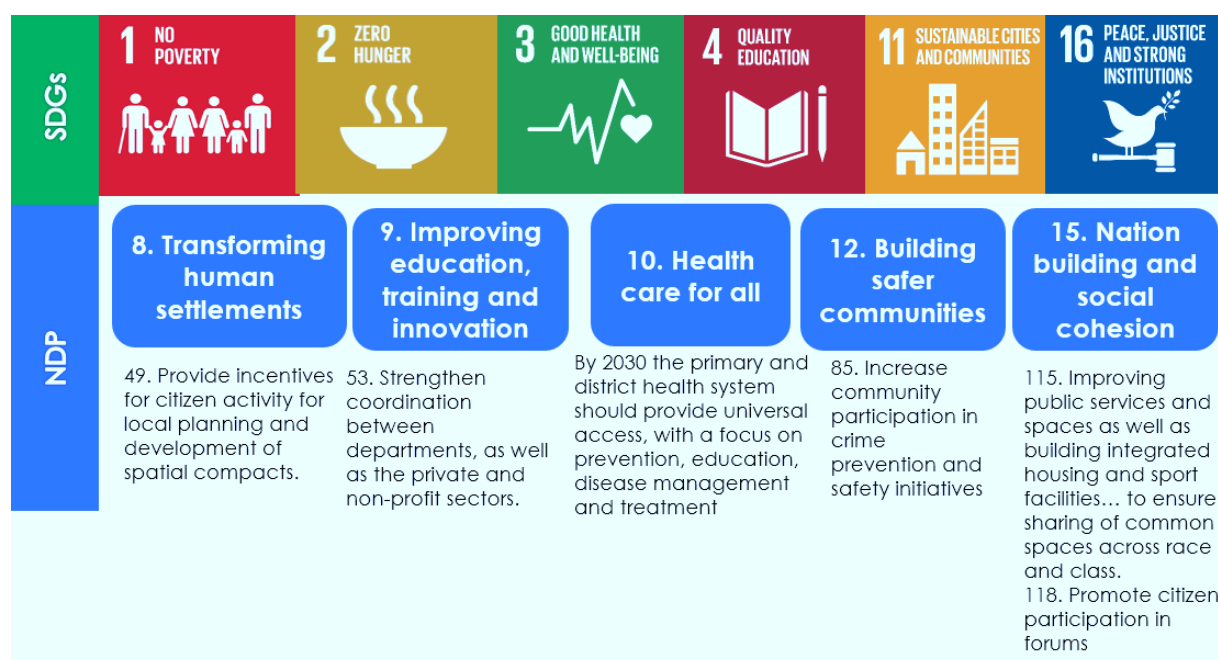 SDGs
1 NO
POVERTY
2 ZERO
HUNGER
3 GOOD HEALTH
AND WELL-BEING
4 QUALITY
EDUCATION
11 SUSTAINABLE CITIES
AND COMMUNITIES
16 PEACE, JUSTICE
AND STRONG
INSTITUTIONS
NDP
8. Transforming
human
settlements
49. Provide incentives
for citizen activity for
local planning and
development of
spatial compacts.
9. Improving
education,
training and
innovation
53. Strengthen
coordination
between
departments, as well
as the private and
non-profit sectors.
10. Health
care for all
By 2030 the primary and
district health system
should provide universal
access, with a focus on
prevention, education,
disease management
and treatment
12. Building
safer
communities
85. Increase
community
participation in
crime
prevention and
safety initiatives
15. Nation
building and
social
cohesion
115. Improving
public services and
spaces as well as
building integrated
housing and sport
facilities… to ensure
sharing of common
spaces across race
and class.
118. Promote citizen
participation in
forums